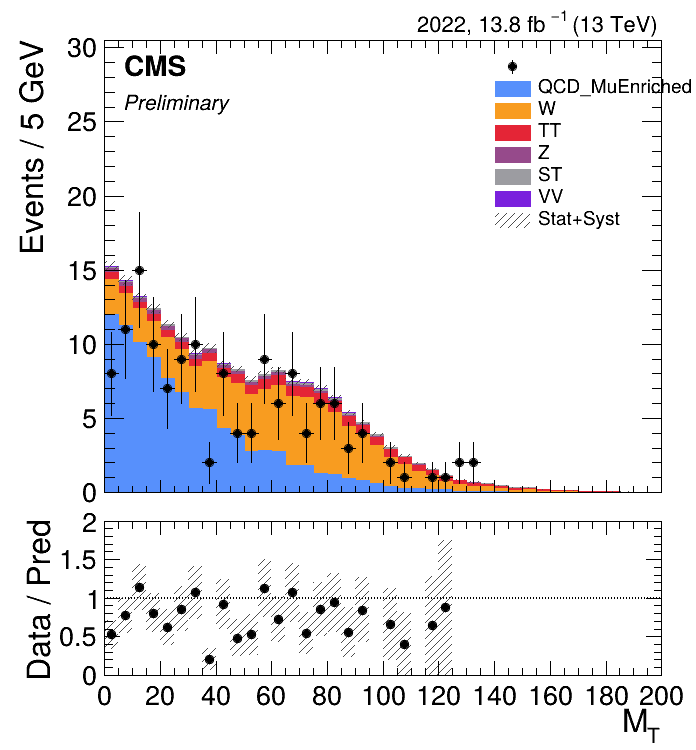 2022, 13.8 fb⁻¹ (13 TeV)
CMS
Preliminary
QCD_MuEnriched
W
TT
Z
ST
VV
Stat+Syst
Events / 5 GeV
30
25
20
15
10
5
0
Data / Pred
2
1.5
1
0.5
0
0 20 40 60 80 100 120 140 160 180 200
M_T